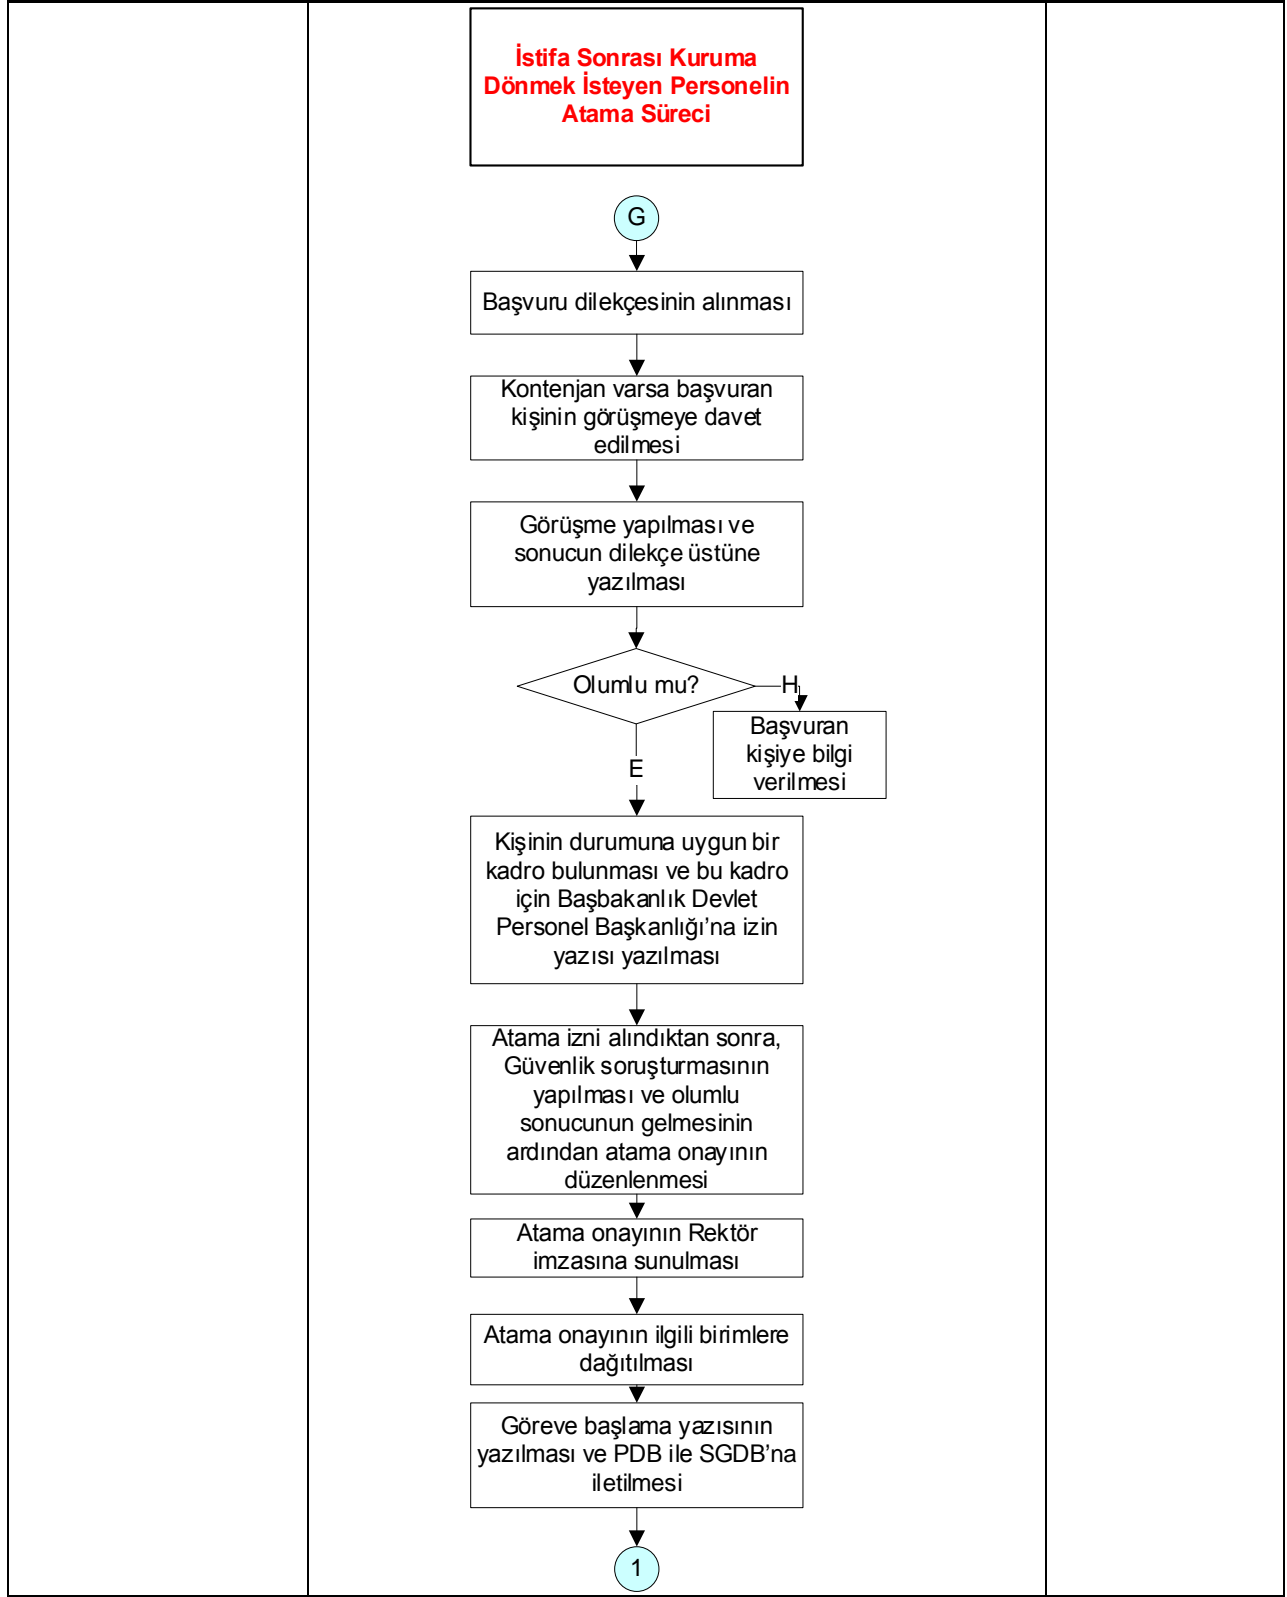 İstifa Sonrası Kuruma
Dönmek İsteyen Personelin
Atama Süreci
G
Başvuru dilekçesinin alınması
Kontenjan varsa başvuran
kişinin görüşmeye davet
edilmesi
Görüşme yapılması ve
sonucun dilekçe üstüne
yazılması
Olumlu mu?
H
Başvuran
kişiye bilgi
verilmesi
E
Kişinin durumuna uygun bir
kadro bulunması ve bu kadro
için Başbakanlık Devlet
Personel Başkanlığı’na izin
yazısı yazılması
Atama izni alındıktan sonra,
Güvenlik soruşturmasının
yapılması ve olumlu
sonucunun gelmesinin
ardından atama onayının
düzenlenmesi
Atama onayının Rektör
imzasına sunulması
Atama onayının ilgili birimlere
dağıtılması
Göreve başlama yazısının
yazılması ve PDB ile SGDB’na
iletilmesi
1